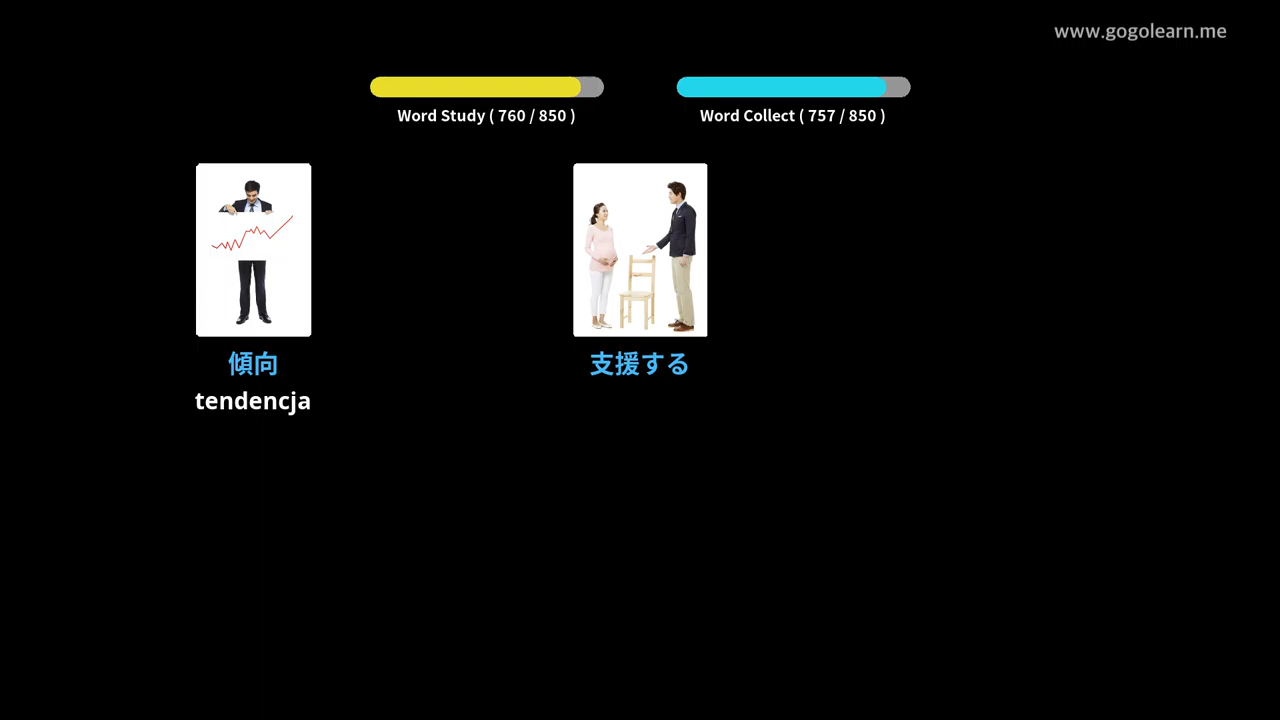 www.gogolearn.me
Word Study ( 760 / 850 )
Word Collect ( 757 / 850 )
傾向
tendencja
支援する